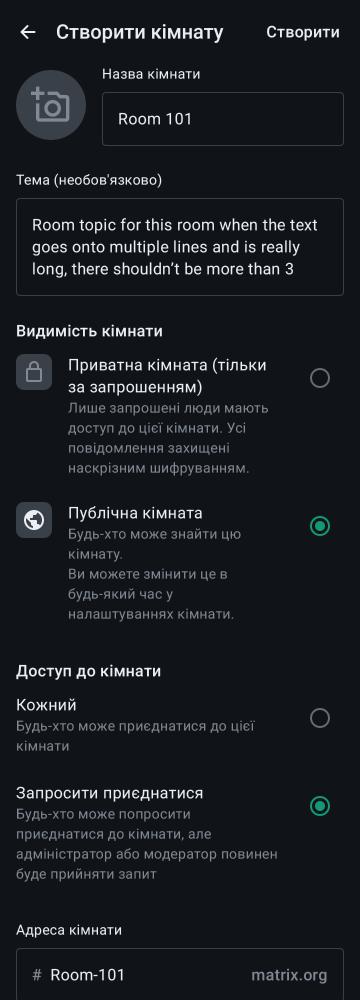 Створити кімнату
Створити
Назва кімнати
Room 101
Тема (необов'язково)
Room topic for this room when the text
goes onto multiple lines and is really
long, there shouldn’t be more than 3
Видимість кімнати
Приватна кімната (тільки
за запрошенням)
Лише запрошені люди мають
доступ до цієї кімнати. Усі
повідомлення захищені
наскрізним шифруванням.
Публічна кімната
Будь-хто може знайти цю
кімнату.
Ви можете змінити це в
будь-який час у
налаштуваннях кімнати.
Доступ до кімнати
Кожний
Будь-хто може приєднатися до цієї
кімнати
Запросити приєднатися
Будь-хто може попросити
приєднатися до кімнати, але
адміністратор або модератор повинен
буде прийняти запит
Адреса кімнати
# Room-101 matrix.org